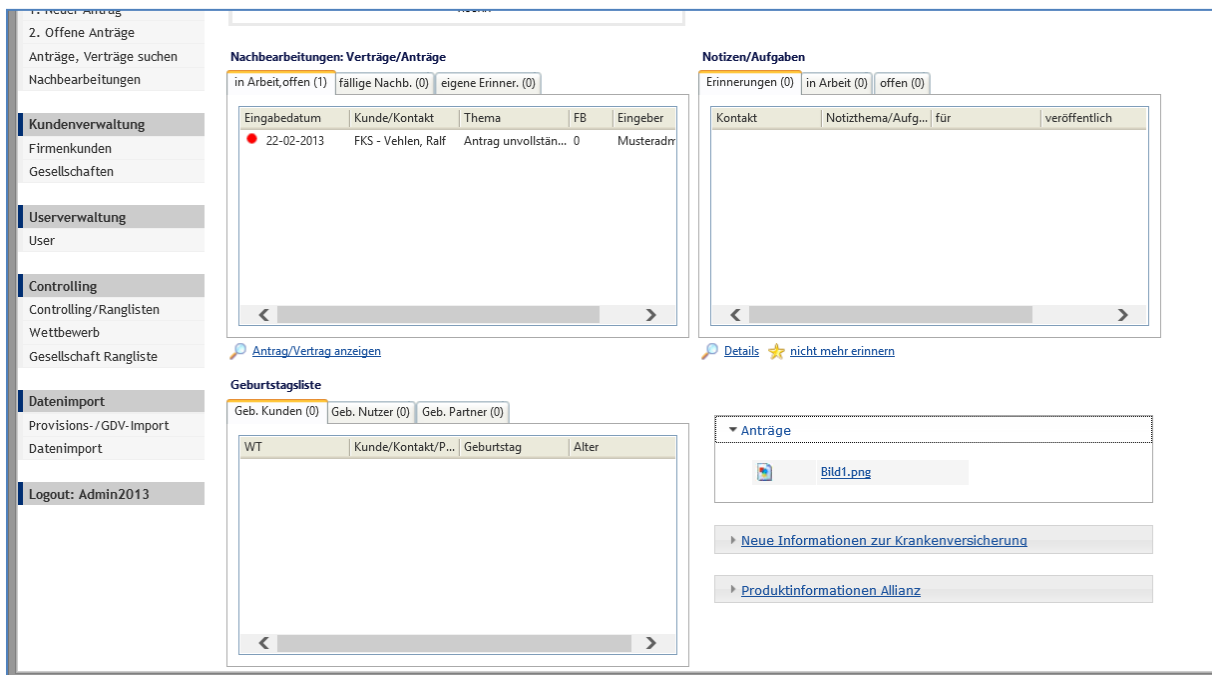 2. Offene Anträge
Anträge, Verträge suchen
Nachbearbeitungen
Kundenverwaltung
Firmenkunden
Gesellschaften
Userverwaltung
User
Controlling
Controlling/Ranglisten
Wettbewerb
Gesellschaft Rangliste
Datenimport
Provisions-/GDV-Import
Datenimport
Logout: Admin2013
Nachbearbeitungen: Verträge/Anträge
in Arbeit,offen (1) fällige Nachb. (0) eigene Erinner. (0)
Eingabedatum Kunde/Kontakt Thema FB Eingeber
22-02-2013 FKS - Vehlen, Ralf Antrag unvollstän... 0 Musteradm
Antrag/Vertrag anzeigen
Notizen/Aufgaben
Erinnerungen (0) in Arbeit (0) offen (0)
Kontakt Notizthema/Aufg... für veröffentlich
Details nicht mehr erinnern
Geburtstagsliste
Geb. Kunden (0) Geb. Nutzer (0) Geb. Partner (0)
WT Kunde/Kontakt/P... Geburtstag Alter
Anträge
Bild1.png
Neue Informationen zur Krankenversicherung
Produktinformationen Allianz